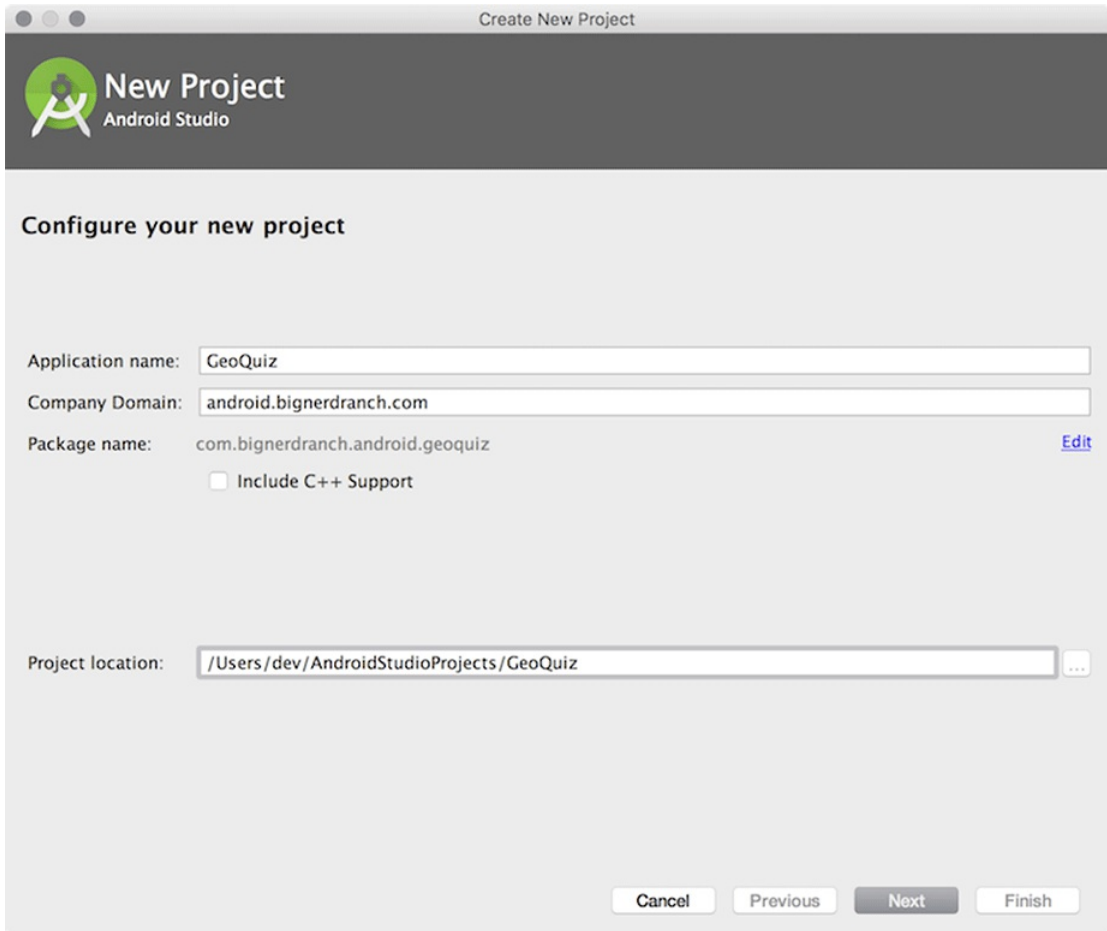 Create New Project
New Project
Android Studio
Configure your new project
Application name: GeoQuiz
Company Domain: android.bignerdranch.com
Package name: com.bignerdranch.android.geoquiz Edit
Include C++ Support
Project location: /Users/dev/AndroidStudioProjects/GeoQuiz ...
Cancel Previous Next Finish